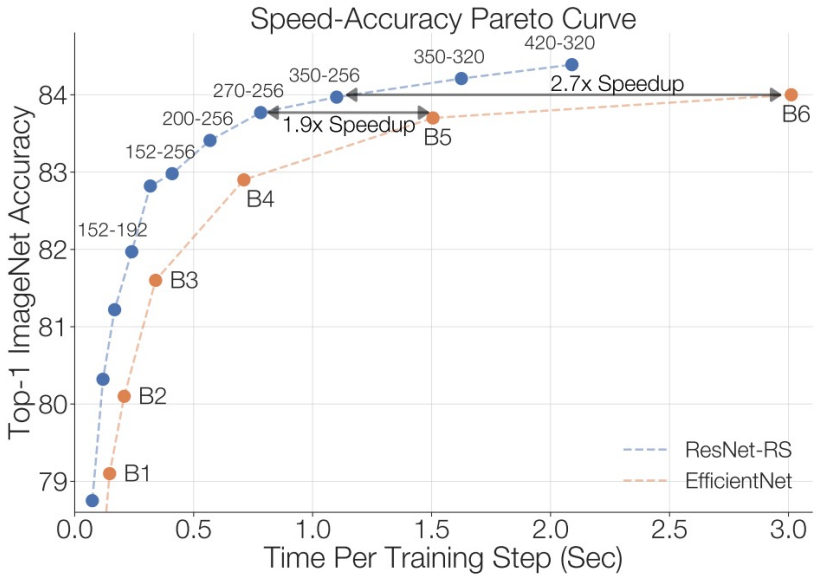 Speed-Accuracy Pareto Curve
420-320
350-320
350-256
270-256
2.7x Speedup
84
200-256
1.9x Speedup
B6
B5
152-256
83
B4
152-192
82
B3
81
B2
80
ResNet-RS
B1
79
EfficientNet
0.0 0.5 1.0 1.5 2.0 2.5 3.0
Time Per Training Step (Sec)
Top-1 ImageNet Accuracy